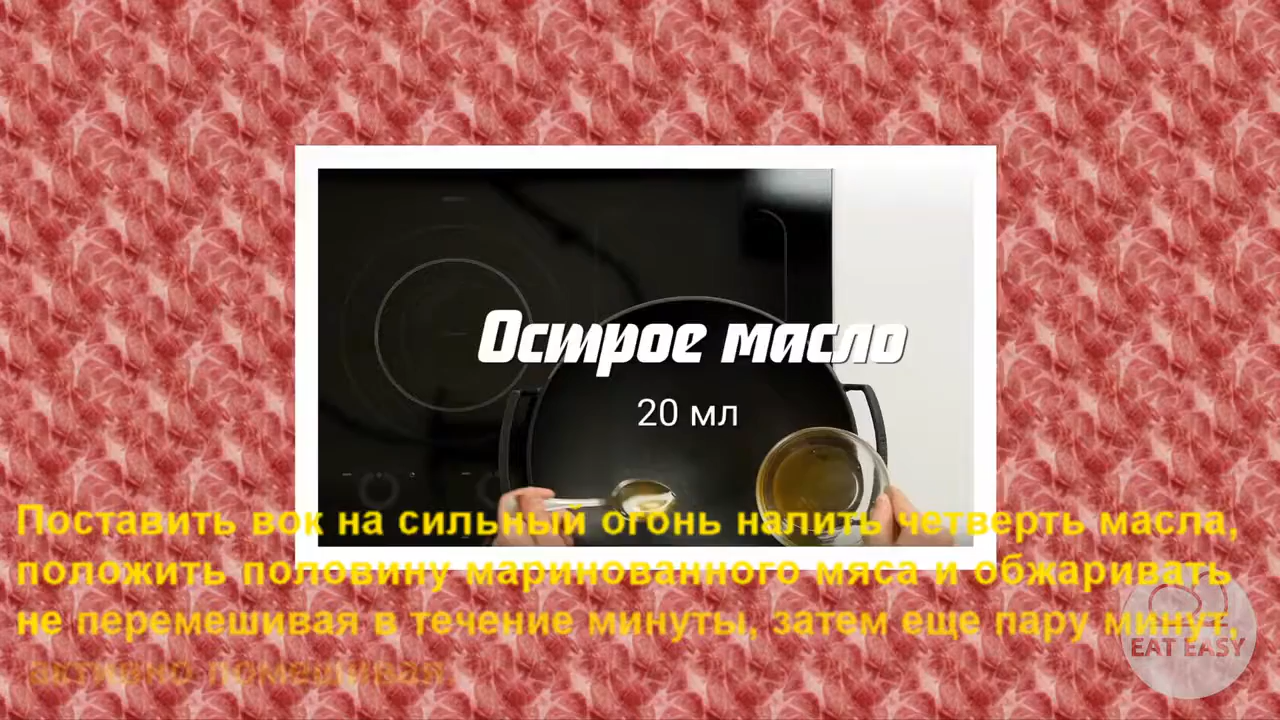 Острое масло
20 мл
Поставить вок на сильный огонь налить четверть масла,
положить половину маринованного мяса и обжаривать
не перемешивая в течение минуты, затем еще пару минут,
активно помешивая.
EAT EASY